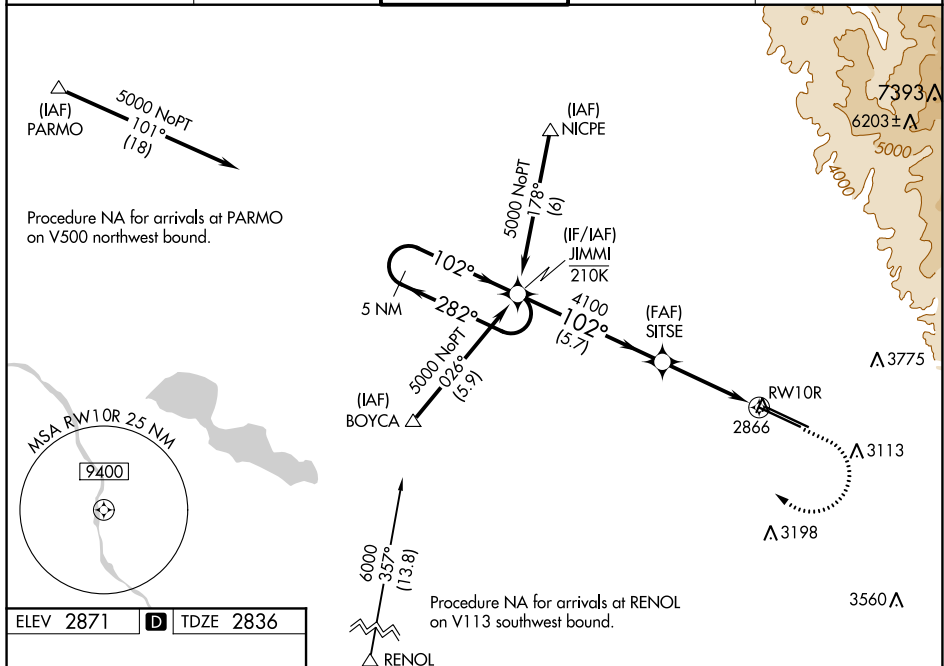 (IAF)
PARMO
5000 NoPT
101°
(18)
Procedure NA for arrivals at PARMO
on V500 northwest bound.
(IAF)
NICPE
5000 NoPT
178°
(6)
7393
6203±
5000
4000
(IF/IAF)
JIMMI
210K
102°
5 NM
282°
4100
102°
(5.7)
(FAF)
SITSE
5000 NoPT
026°
(5.9)
(IAF)
BOYCA
3775
RW10R
2866
3113
3198
3560
MSA RW10R 25 NM
9400
6000
357°
(13.8)
RENOL
Procedure NA for arrivals at RENOL
on V113 southwest bound.
ELEV 2871 D TDZE 2836